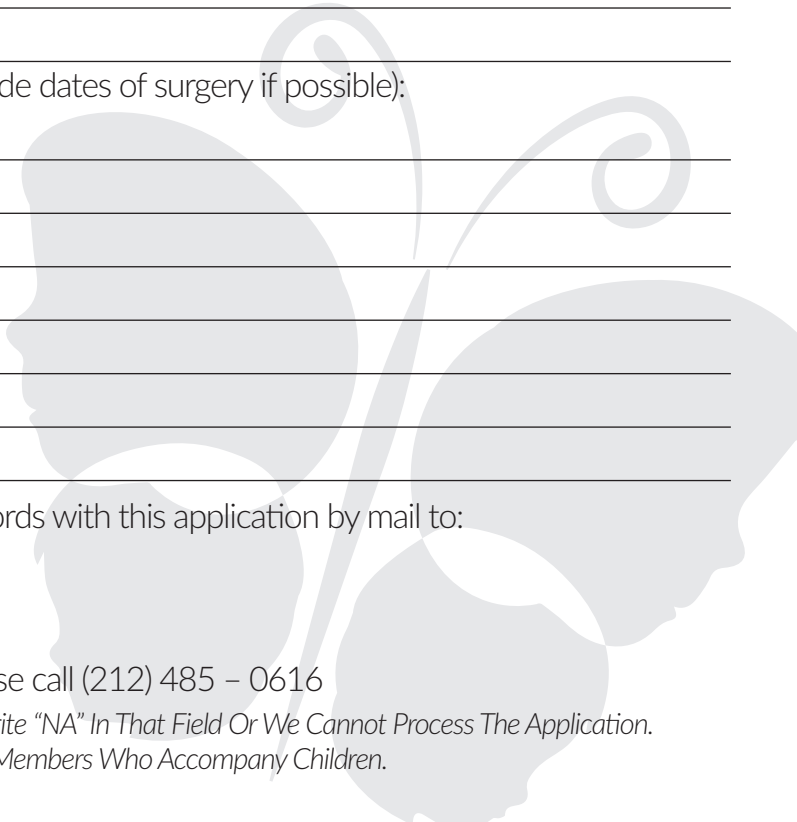 de dates of surgery if possible):
ords with this application by mail to:
se call (212) 485 – 0616
ite “NA” In That Field Or We Cannot Process The Application.
Members Who Accompany Children.